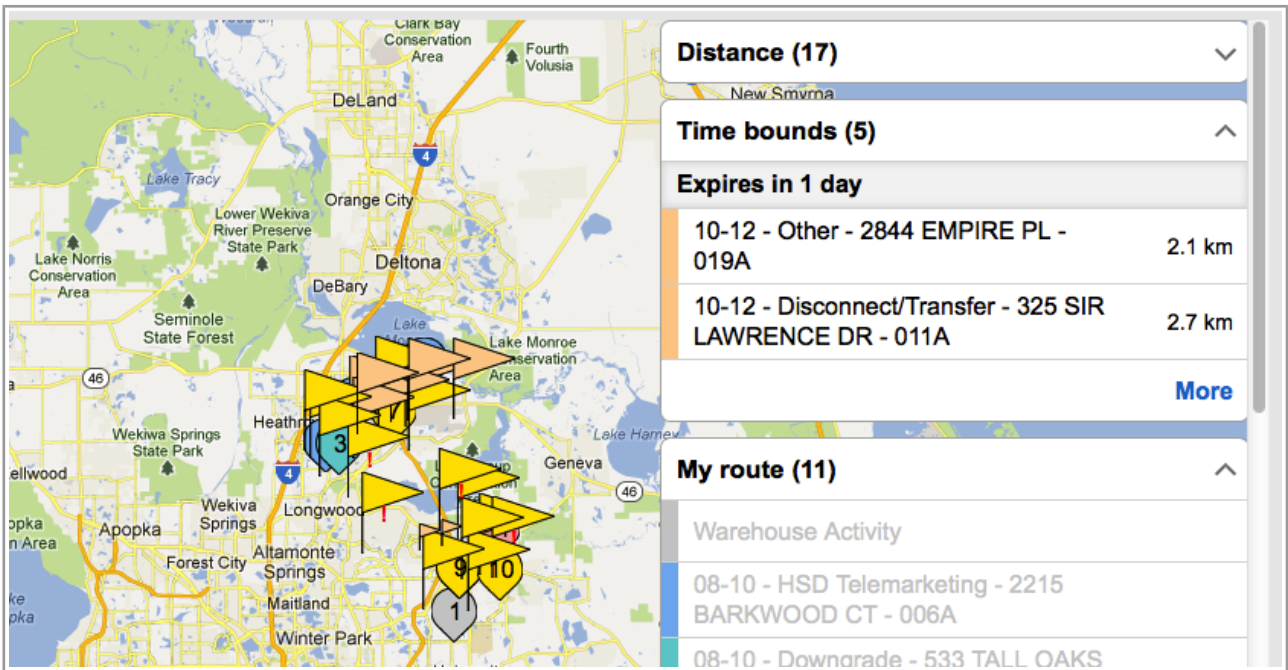 Clark Bay
Conservation
Area
Fourth
Volusia
DeLand
4
Lake Tracy
Orange City
Lower Wekiva
River Preserve
State Park
Lake Norris
Conservation
Area
Deltona
DeBary
Seminole
State Forest
Lake
Lake Monroe
Area
46
Heathr
3
7
Wekiwa Springs
State Park
Lake Harney
ellwood
4
Geneva
46
!
!
Wekiva
Springs
Longwood
opka
n Area
Apopka
Forest City
Altamonte
Springs
9
10
1
Maitland
Winter Park
New Smyrna
Distance (17)
Time bounds (5)
Expires in 1 day
10-12 - Other - 2844 EMPIRE PL -
019A
2.1 km
10-12 - Disconnect/Transfer - 325 SIR
LAWRENCE DR - 011A
2.7 km
More
My route (11)
Warehouse Activity
08-10 - HSD Telemarketing - 2215
BARKWOOD CT - 006A
08-10 - Downgrade - 533 TALL OAKS